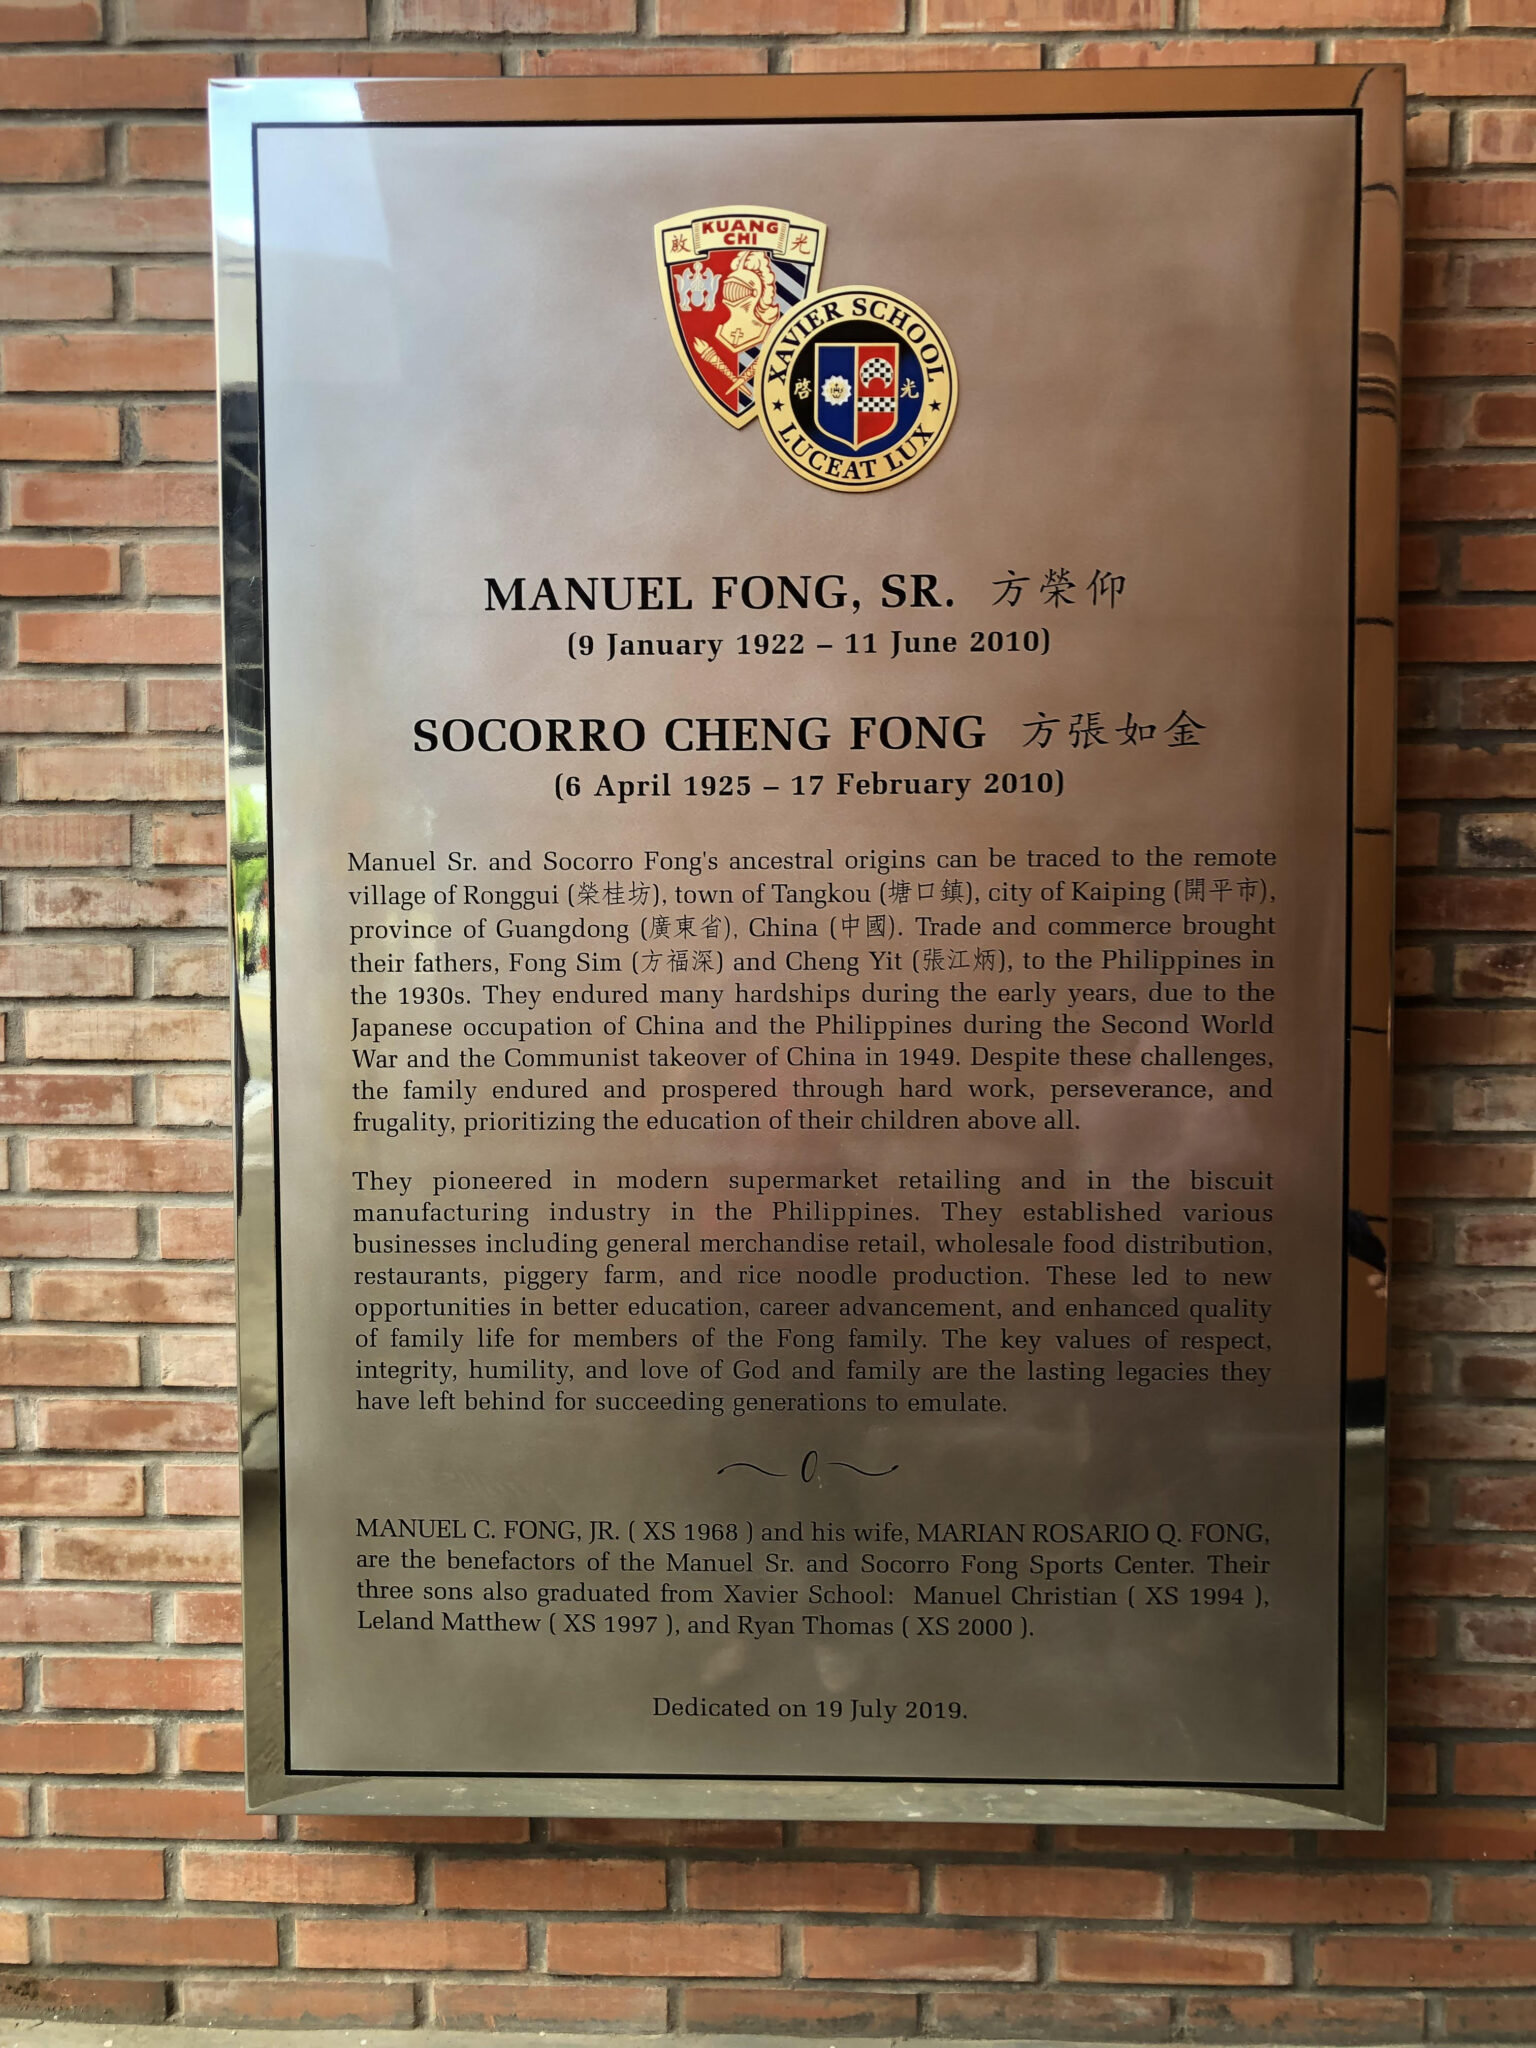 KUANG
CHI
啟 光
XAVIER SCHOOL
啓 光
LUCEAT LUX
MANUEL FONG, SR. 方榮仰
(9 January 1922 – 11 June 2010)
SOCORRO CHENG FONG 方張如金
(6 April 1925 – 17 February 2010)
Manuel Sr. and Socorro Fong's ancestral origins can be traced to the remote
village of Ronggui (榮桂坊), town of Tangkou (塘口鎮), city of Kaiping (開平市),
province of Guangdong (廣東省), China (中國). Trade and commerce brought
their fathers, Fong Sim (方福深) and Cheng Yit (張江炳), to the Philippines in
the 1930s. They endured many hardships during the early years, due to the
Japanese occupation of China and the Philippines during the Second World
War and the Communist takeover of China in 1949. Despite these challenges,
the family endured and prospered through hard work, perseverance, and
frugality, prioritizing the education of their children above all.
They pioneered in modern supermarket retailing and in the biscuit
manufacturing industry in the Philippines. They established various
businesses including general merchandise retail, wholesale food distribution,
restaurants, piggery farm, and rice noodle production. These led to new
opportunities in better education, career advancement, and enhanced quality
of family life for members of the Fong family. The key values of respect,
integrity, humility, and love of God and family are the lasting legacies they
have left behind for succeeding generations to emulate.
MANUEL C. FONG, JR. ( XS 1968 ) and his wife, MARIAN ROSARIO Q. FONG,
are the benefactors of the Manuel Sr. and Socorro Fong Sports Center. Their
three sons also graduated from Xavier School: Manuel Christian ( XS 1994 ),
Leland Matthew ( XS 1997 ), and Ryan Thomas ( XS 2000 ).
Dedicated on 19 July 2019.